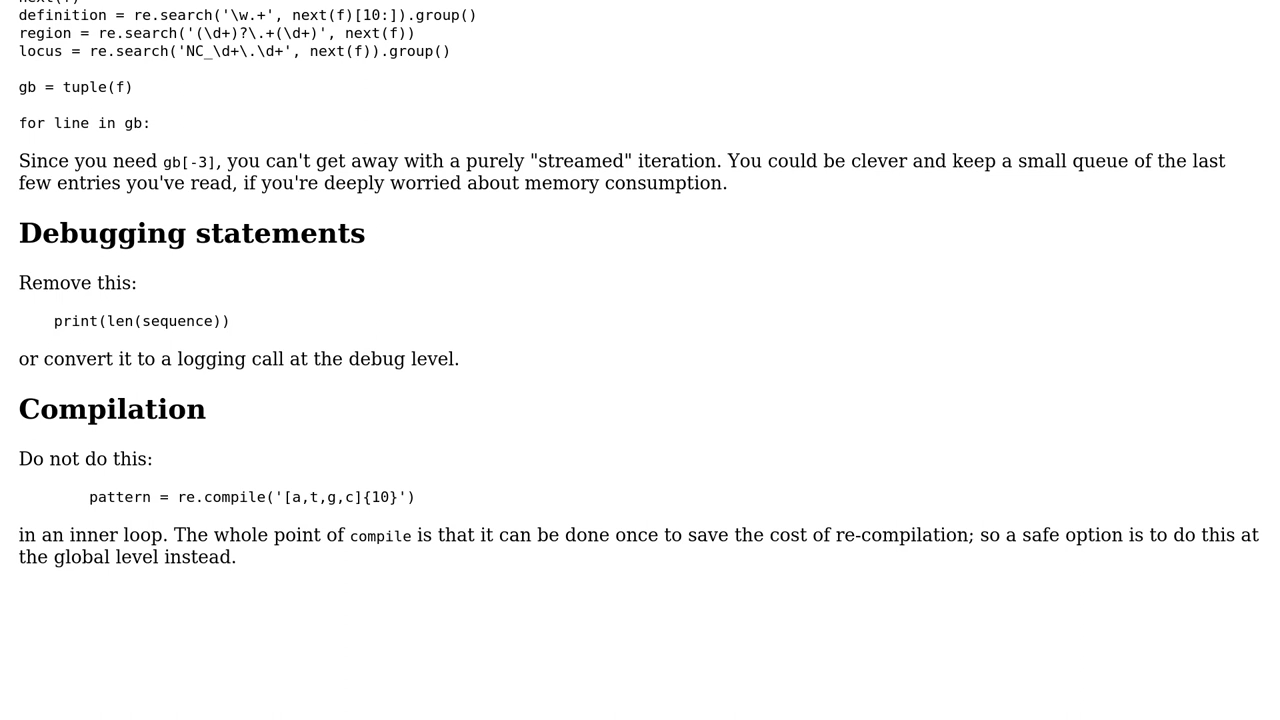 next(f)
definition = re.search('\w.+', next(f)[10:]).group()
region = re.search('(\d+)?\.+(\d+)', next(f))
locus = re.search('NC_\d+\.\d+', next(f)).group()
gb = tuple(f)
for line in gb:
Since you need gb[-3], you can't get away with a purely "streamed" iteration. You could be clever and keep a small queue of the last
few entries you've read, if you're deeply worried about memory consumption.
Debugging statements
Remove this:
print(len(sequence))
or convert it to a logging call at the debug level.
Compilation
Do not do this:
pattern = re.compile('[a,t,g,c]{10}')
in an inner loop. The whole point of compile is that it can be done once to save the cost of re-compilation; so a safe option is to do this at
the global level instead.